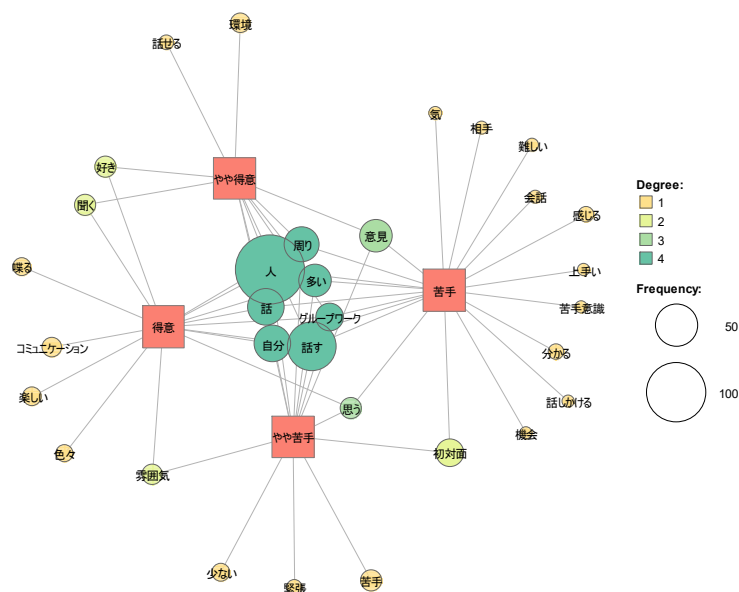 環境
話せる
気
相手
難しい
好き
やや得意
会話
Degree:
1
2
3
4
聞く
感じる
意見
周り
人
多い
上手い
喋る
苦手
Frequency:
50
100
話
苦手意識
グループワーク
得意
コミュニケーション
自分
話す
分かる
楽しい
思う
話しかける
やや苦手
機会
色々
初対面
雰囲気
少ない
緊張
苦手